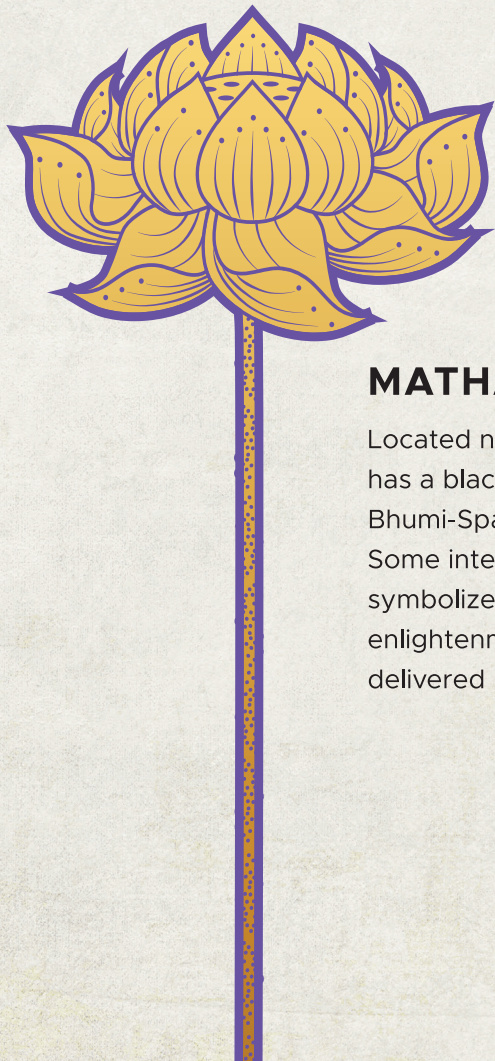 MATHA
Located n
has a blac
Bhumi-Spa
Some inte
symbolize
enlightenm
delivered